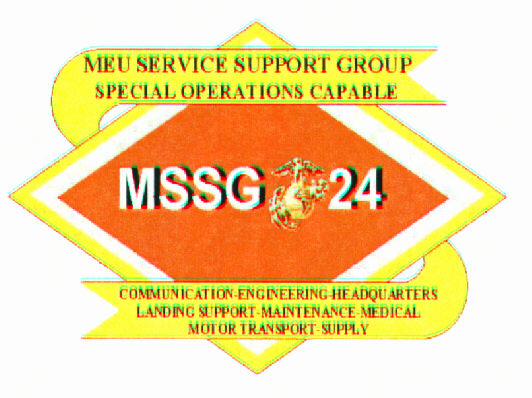 MEU SERVICE SUPPORT GROUP
SPECIAL OPERATIONS CAPABLE
MSSG 24
COMMUNICATION-ENGINEERING-HEADQUARTERS
LANDING SUPPORT-MAINTENANCE-MEDICAL
MOTOR TRANSPORT-SUPPLY